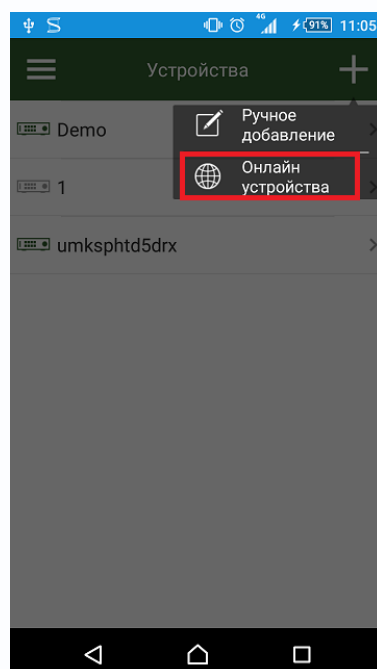 4G 91% 11:05
Устройства
Ручное
добавление
Demo
Онлайн
устройства
1
umksphtd5drx